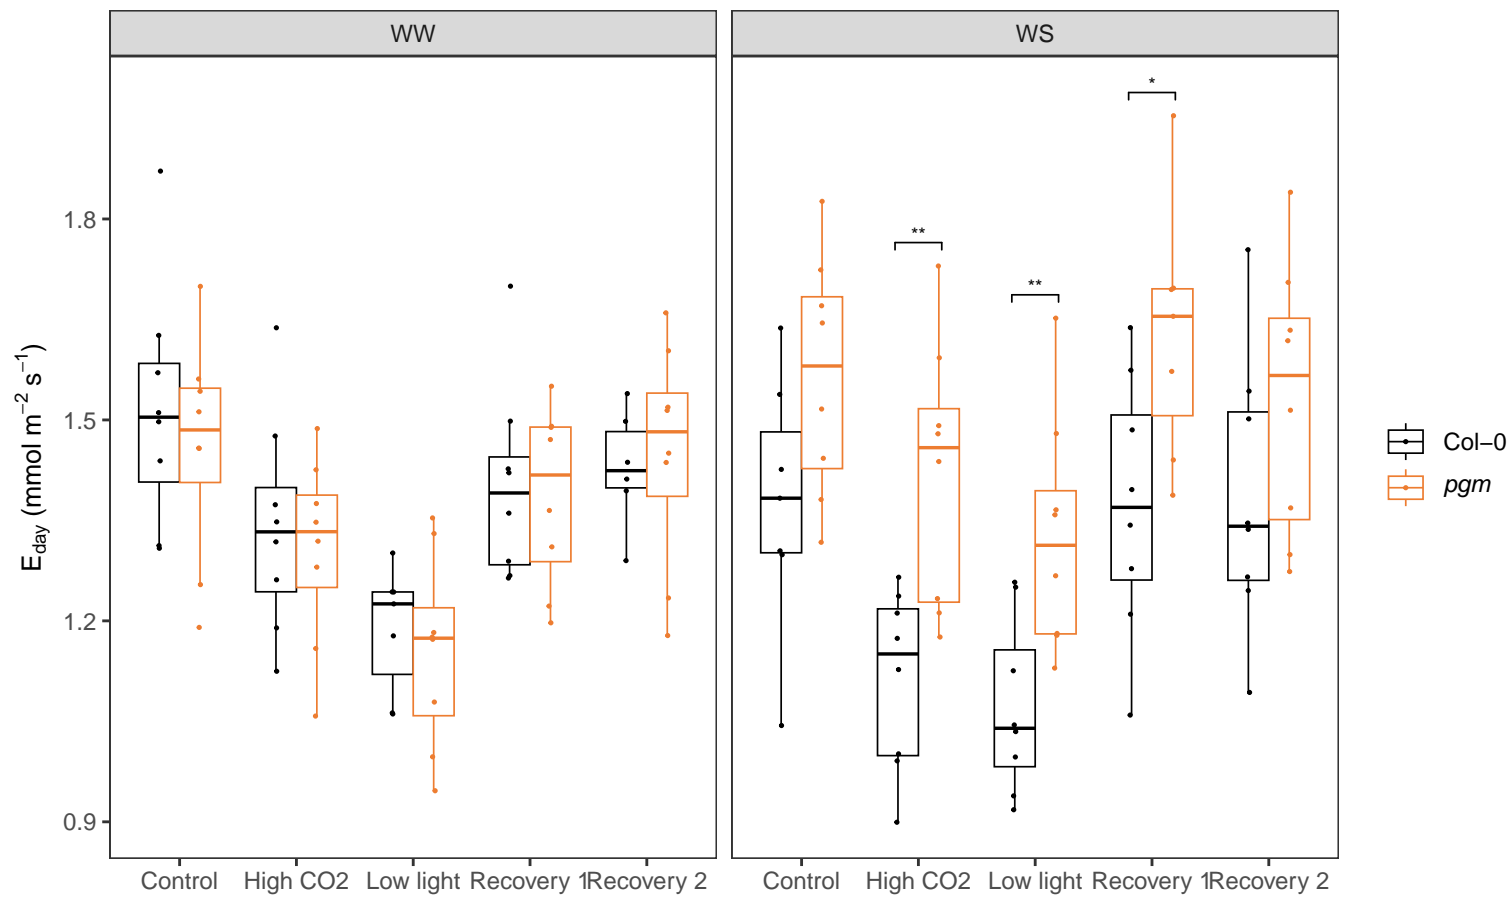 WW
WS
*
**
**
1.8
1.5
1.2
0.9
E_day (mmol m⁻² s⁻¹)
Col−0
pgm
Control High CO2 Low light Recovery 1 Recovery 2
Control High CO2 Low light Recovery 1 Recovery 2